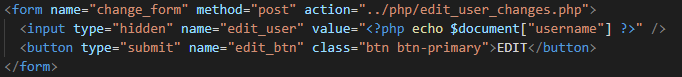 <form name="change_form" method="post" action="../php/edit_user_changes.php">
<input type="hidden" name="edit_user" value="<?php echo $document["username"] ?>" />
<button type="submit" name="edit_btn" class="btn btn-primary">EDIT</button>
</form>